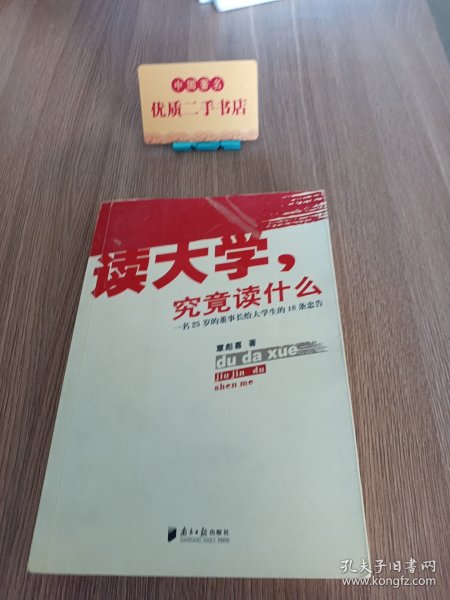 中国著名
优质二手书店
读大学，
究竟读什么
一名25岁的董事长给大学生的18条忠告
覃彪喜 著
du da xue
jiu jin du
shen me
南方日报出版社
NANFANG DAILY PRESS
孔夫子旧书网
www.kongfz.com